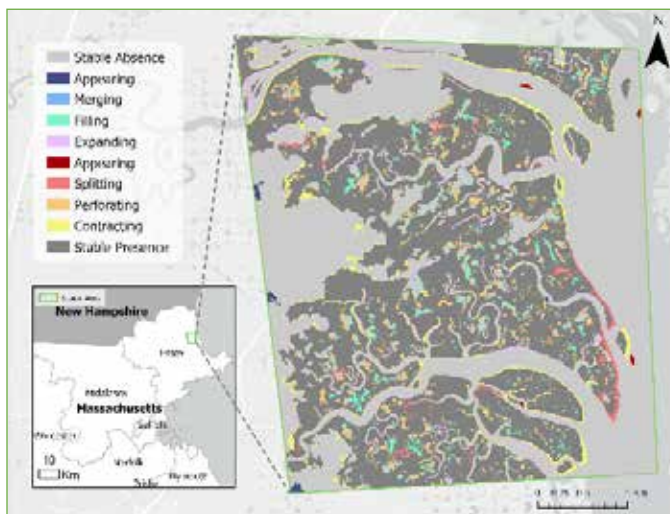 N
Stable Absence
Appearing
Merging
Filling
Expanding
Appearing
Splitting
Perforating
Contracting
Stable Presence
New Hampshire
Essex
Middlesex
Massachusetts
Suffolk
Norfolk
Plymouth
10
Km